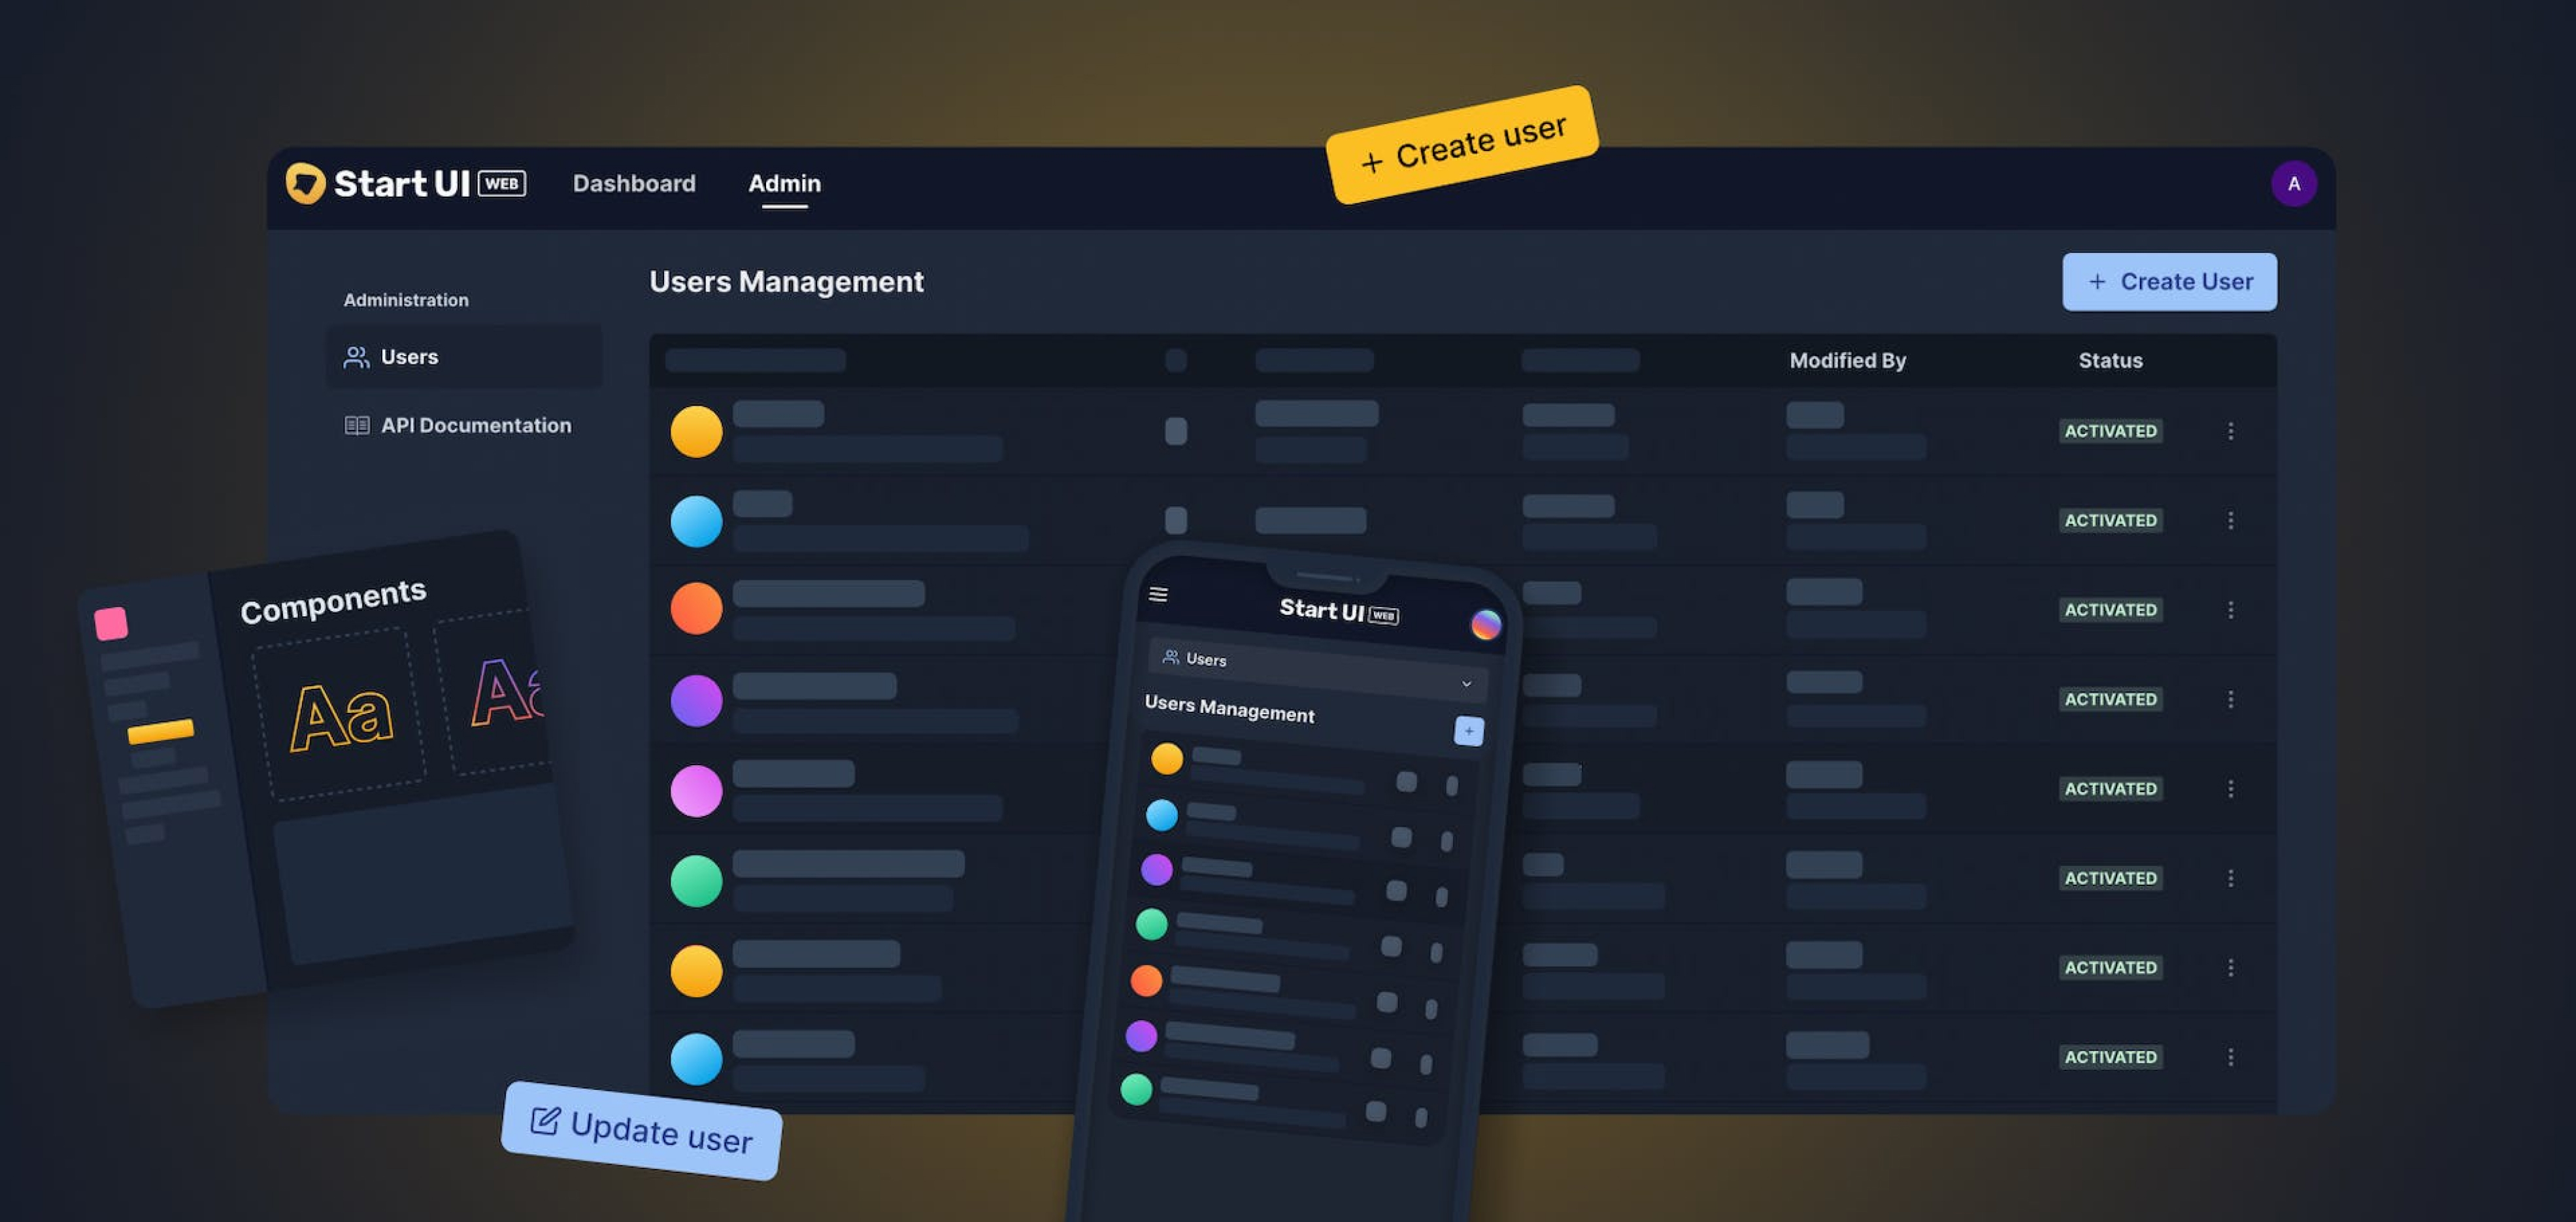 + Create user
Start UI WEB
Dashboard
Admin
A
Administration
Users
API Documentation
Users Management
+ Create User
Modified By
Status
ACTIVATED
ACTIVATED
ACTIVATED
ACTIVATED
ACTIVATED
ACTIVATED
ACTIVATED
ACTIVATED
Components
Aa
Aa
Start UI WEB
Users
Users Management
+
Update user